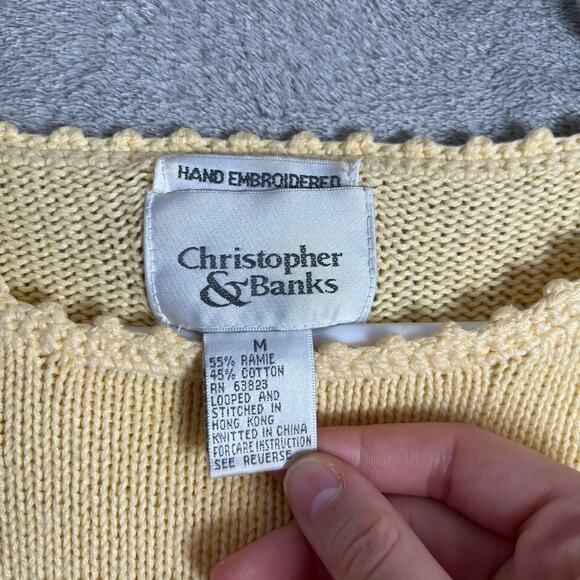 HAND EMBROIDERED
Christopher
& Banks
M
55% RAMIE
45% COTTON
RN 63823
LOOPED AND
STITCHED IN
HONG KONG
KNITTED IN CHINA
FOR CARE INSTRUCTION
SEE REVERSE